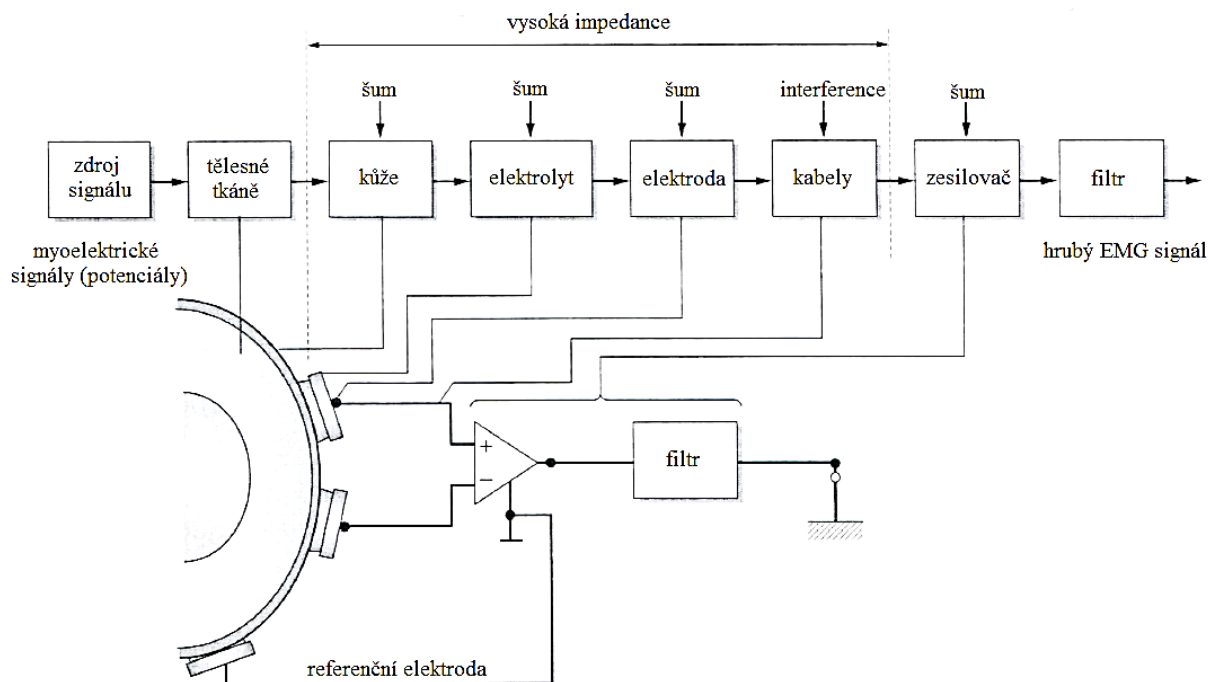 vysoká impedance
šum
šum
šum
interference
šum
zdroj
signálu
tělesné
tkáně
kůže
elektrolyt
elektroda
kabely
zesilovač
filtr
myoelektrické
signály (potenciály)
hrubý EMG signál
+
−
filtr
referenční elektroda